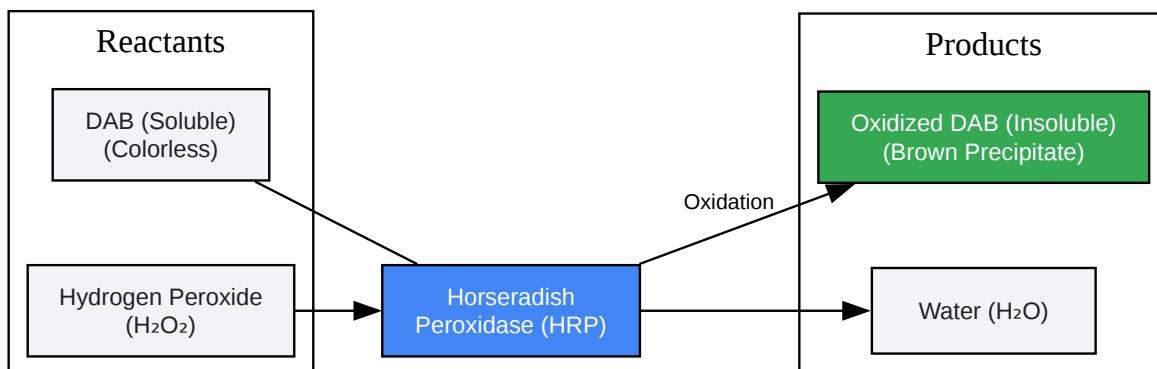 Reactants
DAB (Soluble)
(Colorless)
Hydrogen Peroxide
(H₂O₂)
Horseradish
Peroxidase (HRP)
Oxidation
Products
Oxidized DAB (Insoluble)
(Brown Precipitate)
Water (H₂O)